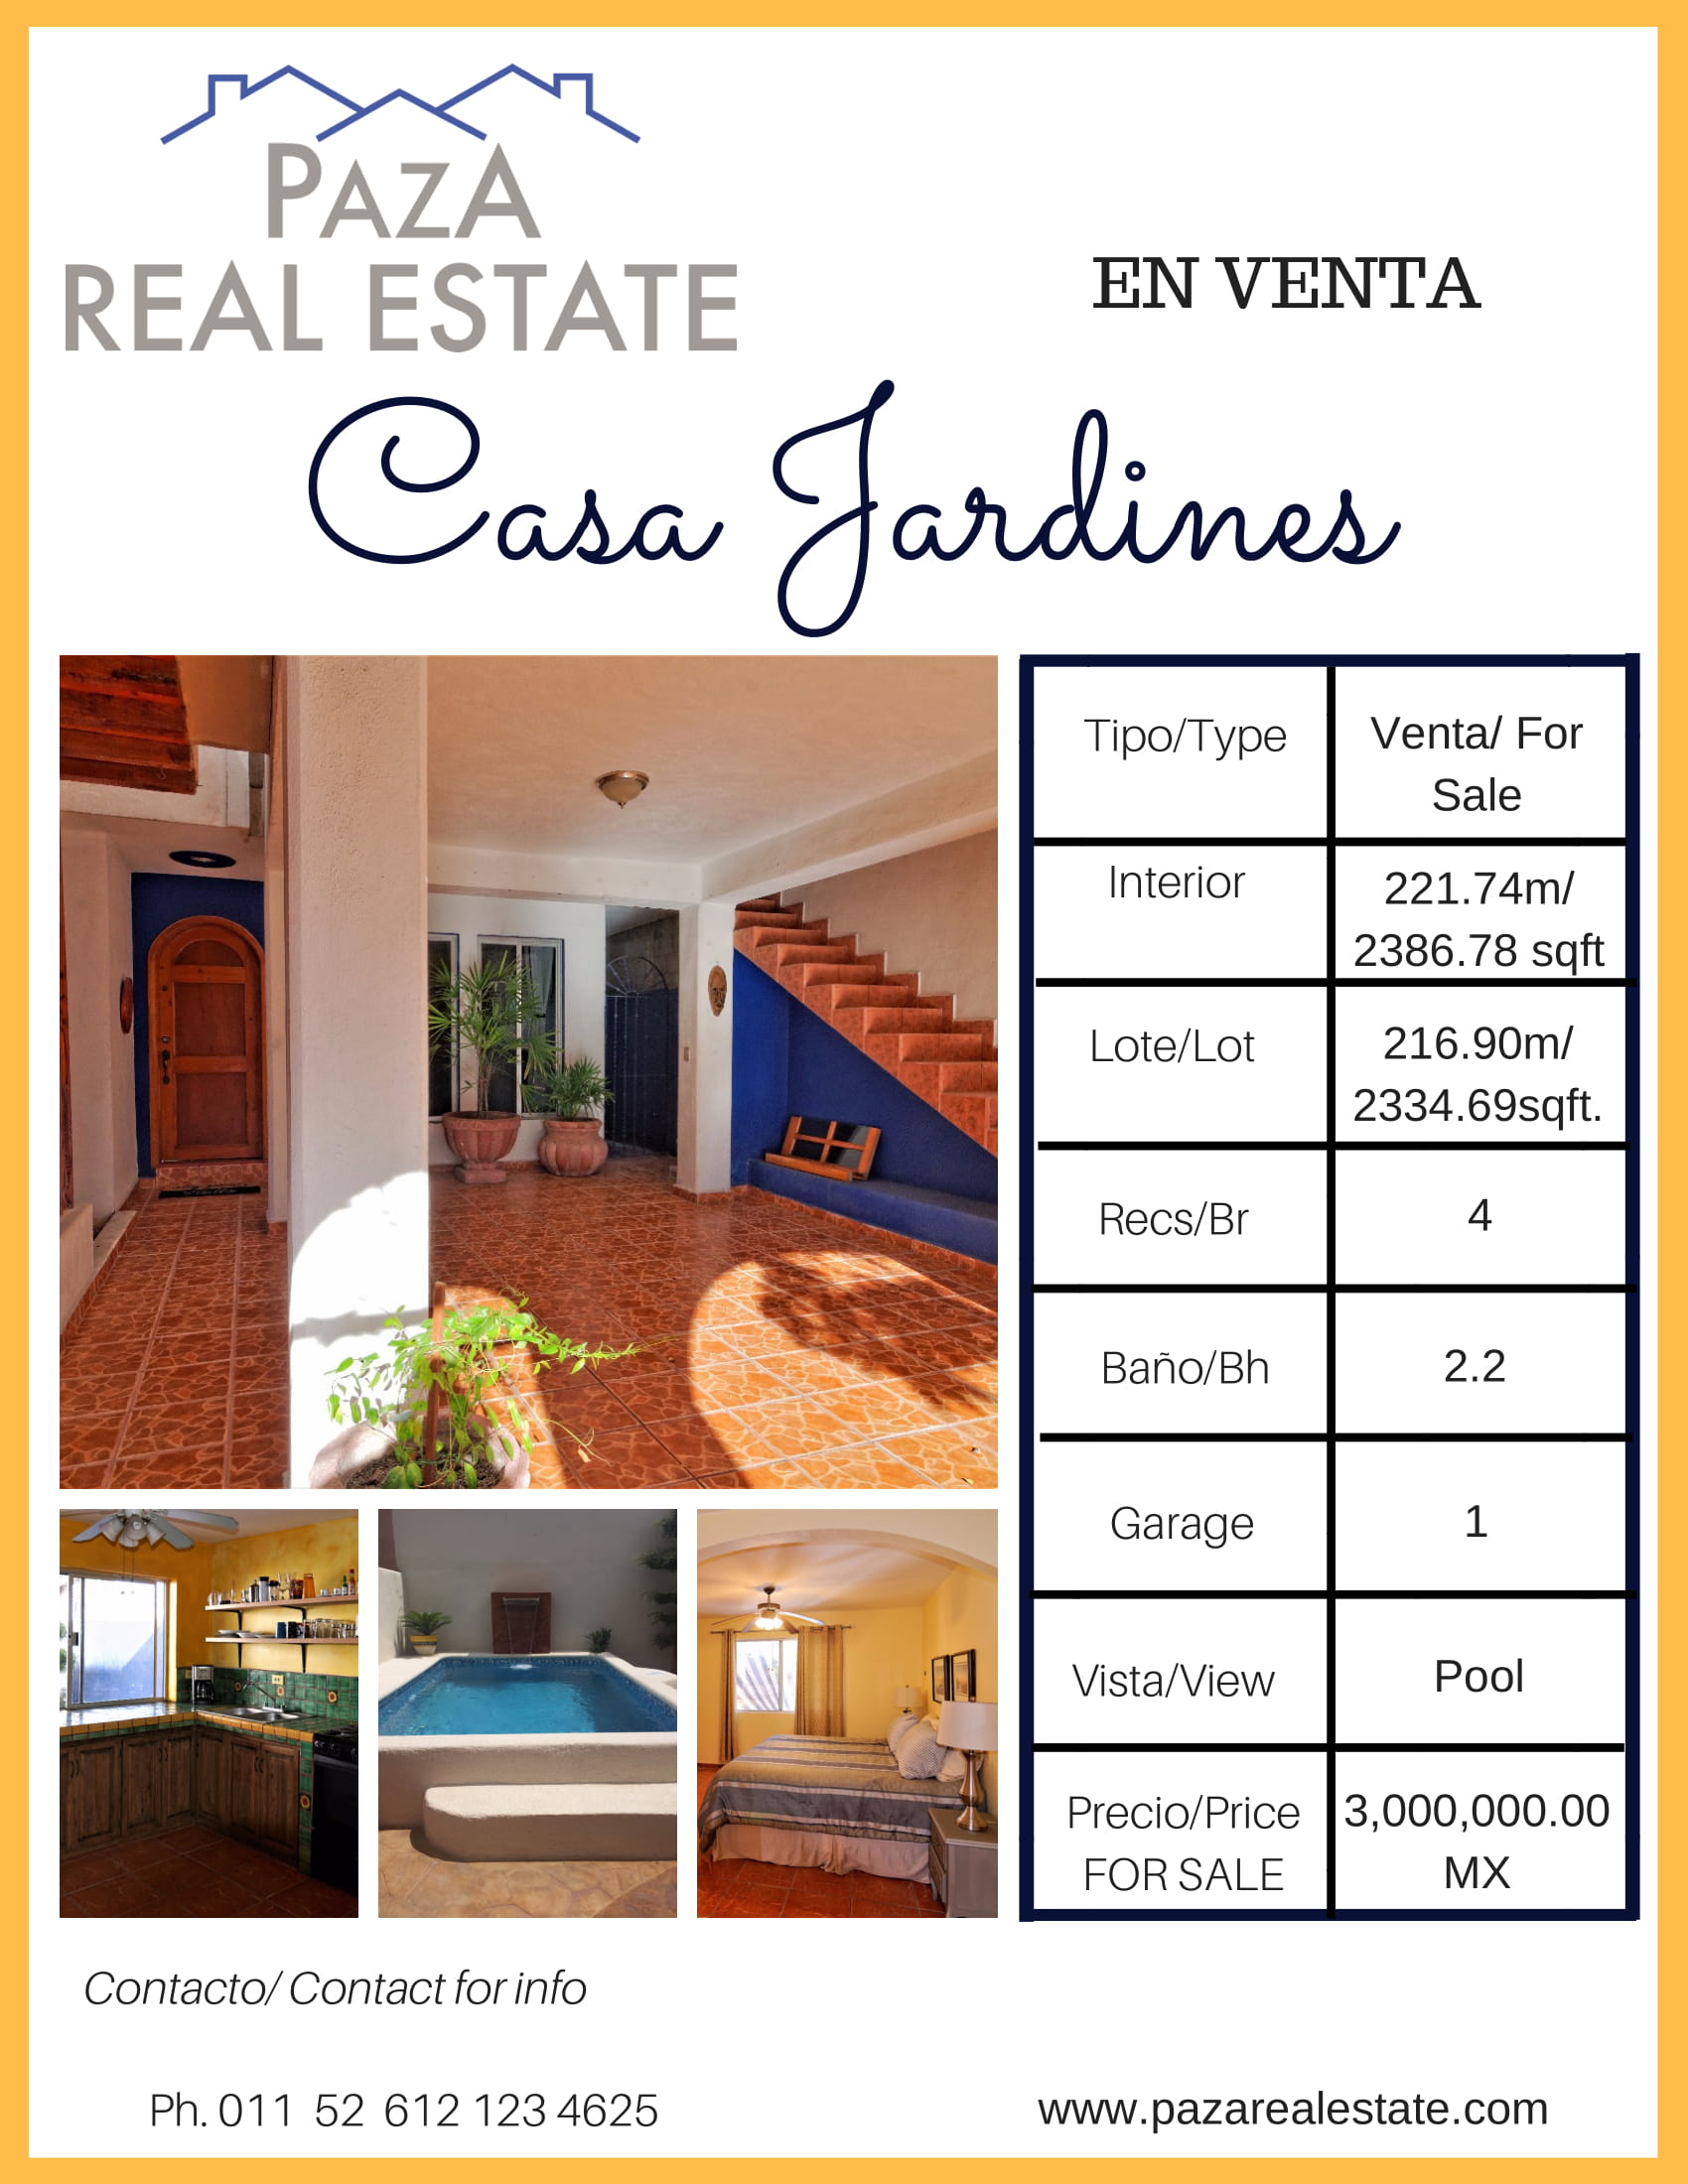 PAZA
REAL ESTATE
EN VENTA
Casa Jardines
Tipo/Type
Venta/ For
Sale
Interior
221.74m/
2386.78 sqft
Lote/Lot
216.90m/
2334.69sqft.
Recs/Br
4
Baño/Bh
2.2
Garage
1
Vista/View
Pool
Precio/Price
FOR SALE
3,000,000.00
MX
Contacto/ Contact for info
Ph. 011 52 612 123 4625
www.pazarealestate.com